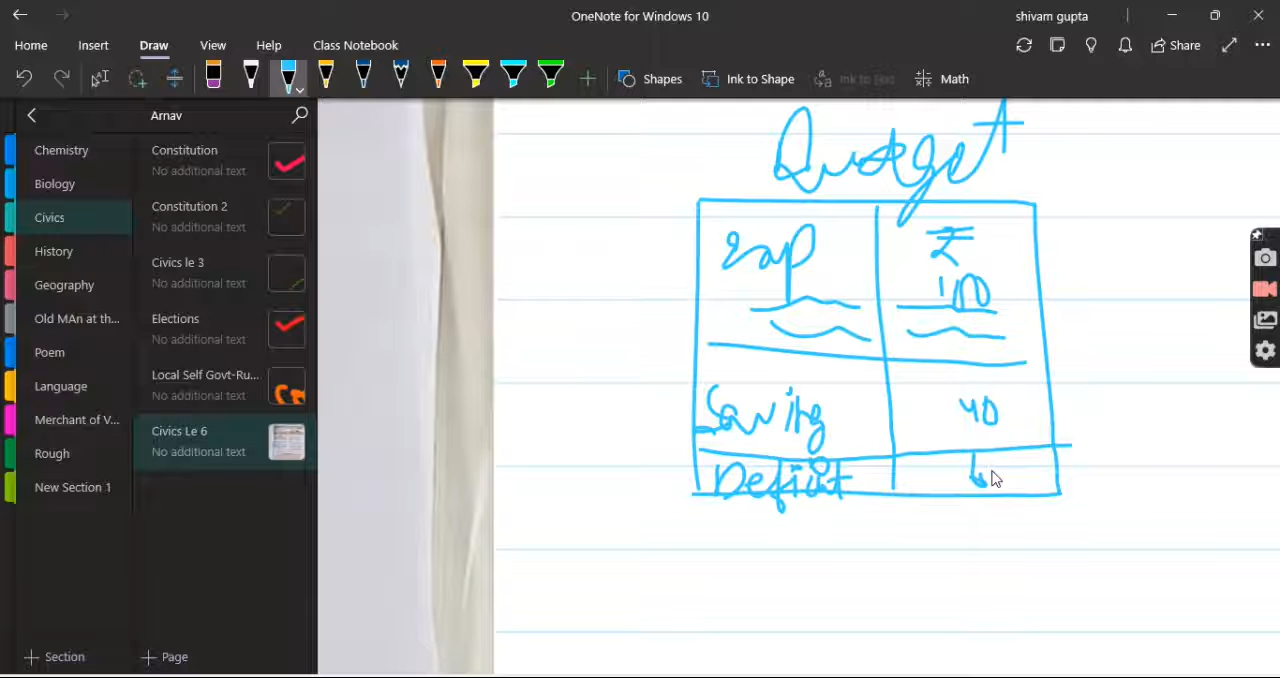 OneNote for Windows 10
shivam gupta
Home Insert Draw View Help Class Notebook
Share
Shapes Ink to Shape Ink to Text Math
Arnav
Chemistry
Biology
Civics
History
Geography
Old MAn at th...
Poem
Language
Merchant of V...
Rough
New Section 1
Constitution
No additional text
Constitution 2
No additional text
Civics le 3
No additional text
Elections
No additional text
Local Self Govt-Ru...
No additional text
Civics Le 6
No additional text
Section
Page
Budget
Exp ₹
100
Saving 40
Deficit